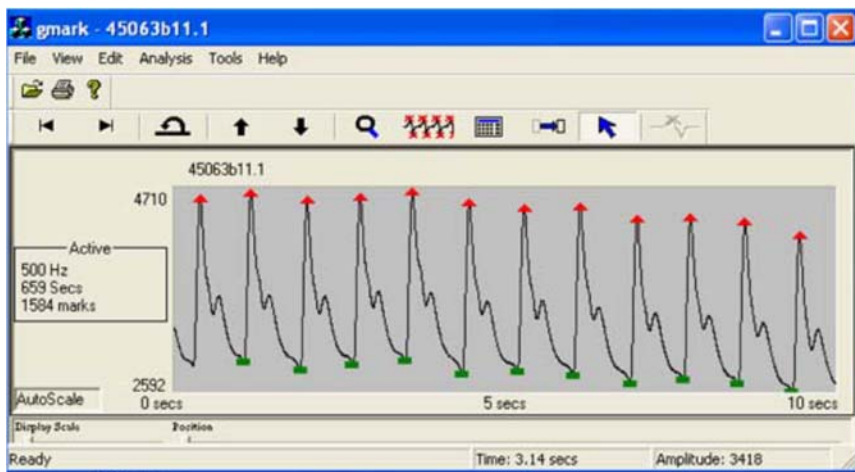 gmark - 45063b11.1
File View Edit Analysis Tools Help
45063b11.1
4710
Active
500 Hz
659 Secs
1584 marks
2592
AutoScale
0 secs 5 secs 10 secs
Display Scale Position
Ready Time: 3.14 secs Amplitude: 3418